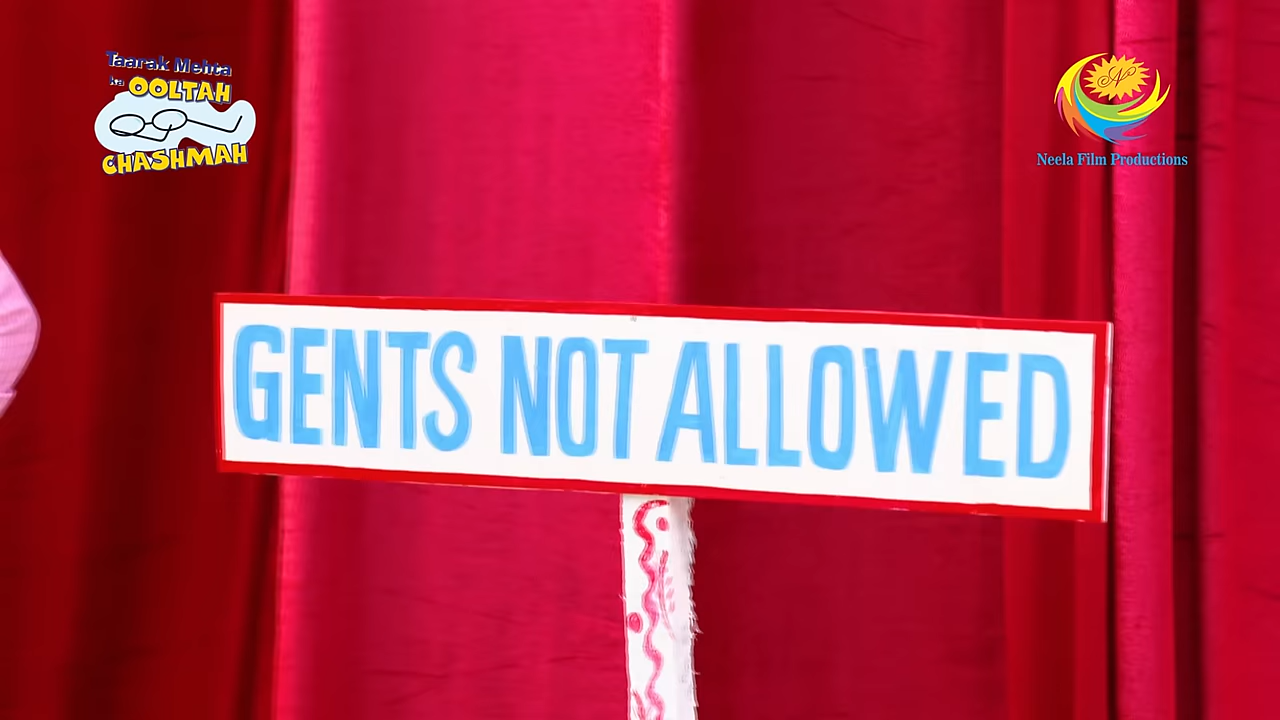 Taarak Mehta
ka OOLTAH
CHASHMAH
Neela Film Productions
GENTS NOT ALLOWED